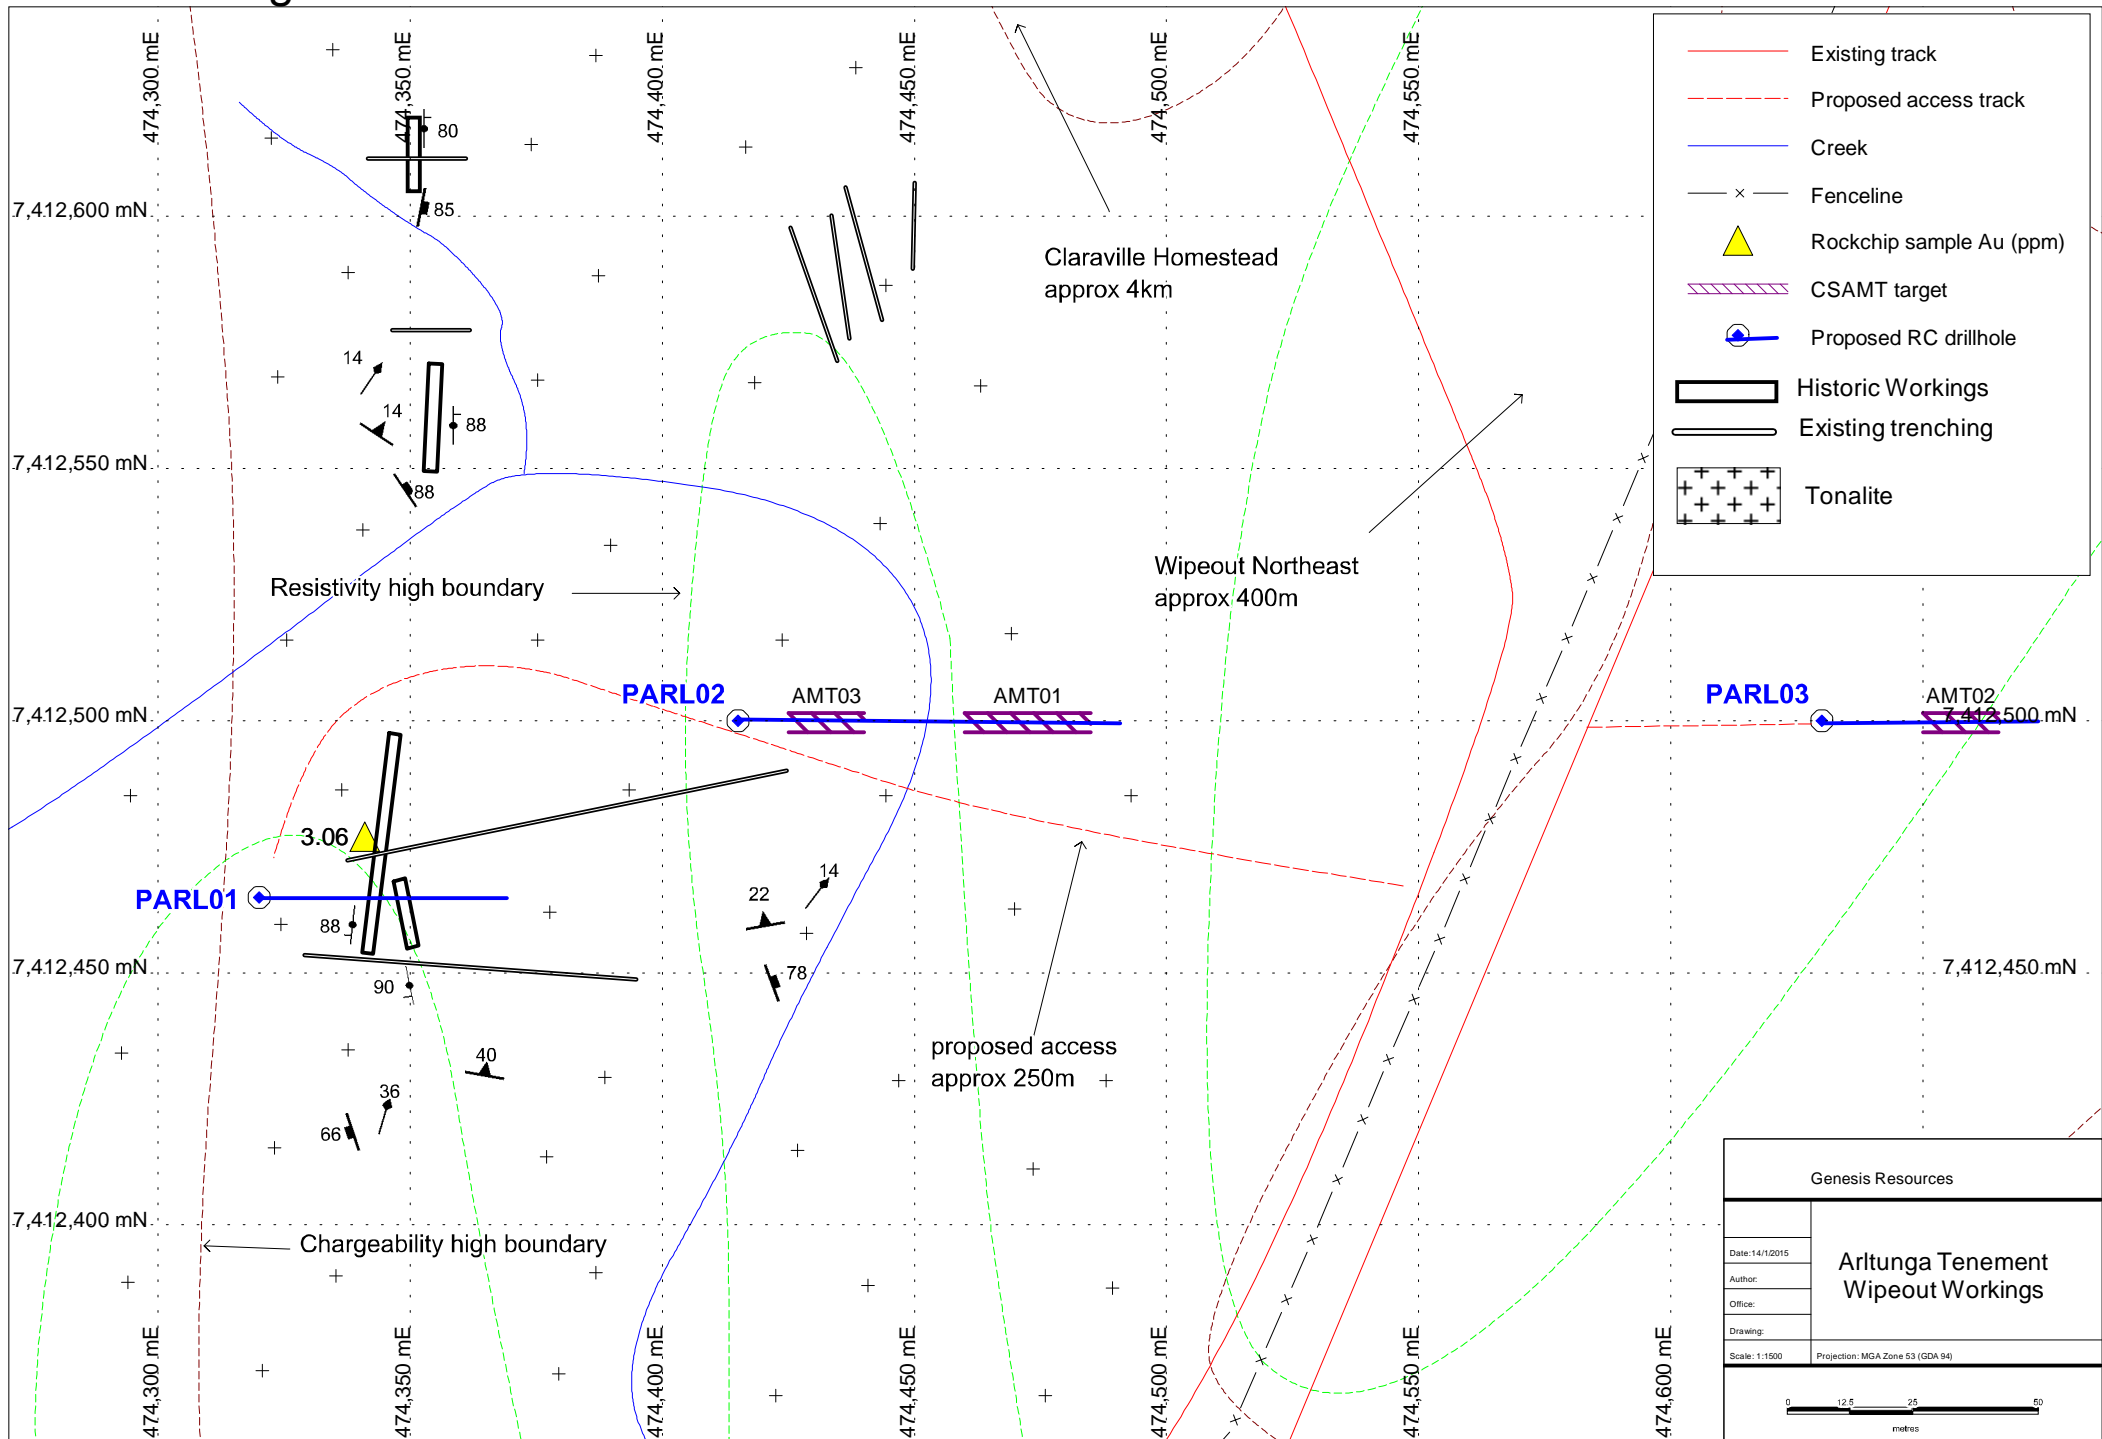 g
474,300 mE
474,350 mE
474,400 mE
474,450 mE
474,500 mE
474,550 mE
Existing track
Proposed access track
Creek
Fenceline
Rockchip sample Au (ppm)
CSAMT target
Proposed RC drillhole
Historic Workings
Existing trenching
Tonalite
80
7,412,600 mN
85
Claraville Homestead
approx 4km
14
14
88
7,412,550 mN
88
Resistivity high boundary
Wipeout Northeast
approx 400m
PARL02
AMT03
AMT01
PARL03
AMT02
7,412,500 mN
7,412,500 mN
3.06
PARL01
88
22
14
7,412,450 mN
78
7,412,450 mN
90
proposed access
approx 250m
40
36
66
7,412,400 mN
Chargeability high boundary
474,300 mE
474,350 mE
474,400 mE
474,450 mE
474,500 mE
474,550 mE
474,600 mE
Genesis Resources
Date:14/1/2015
Author:
Office:
Drawing:
Scale: 1:1500
Arltunga Tenement
Wipeout Workings
Projection: MGA Zone 53 (GDA 94)
0 12.5 25 50
metres